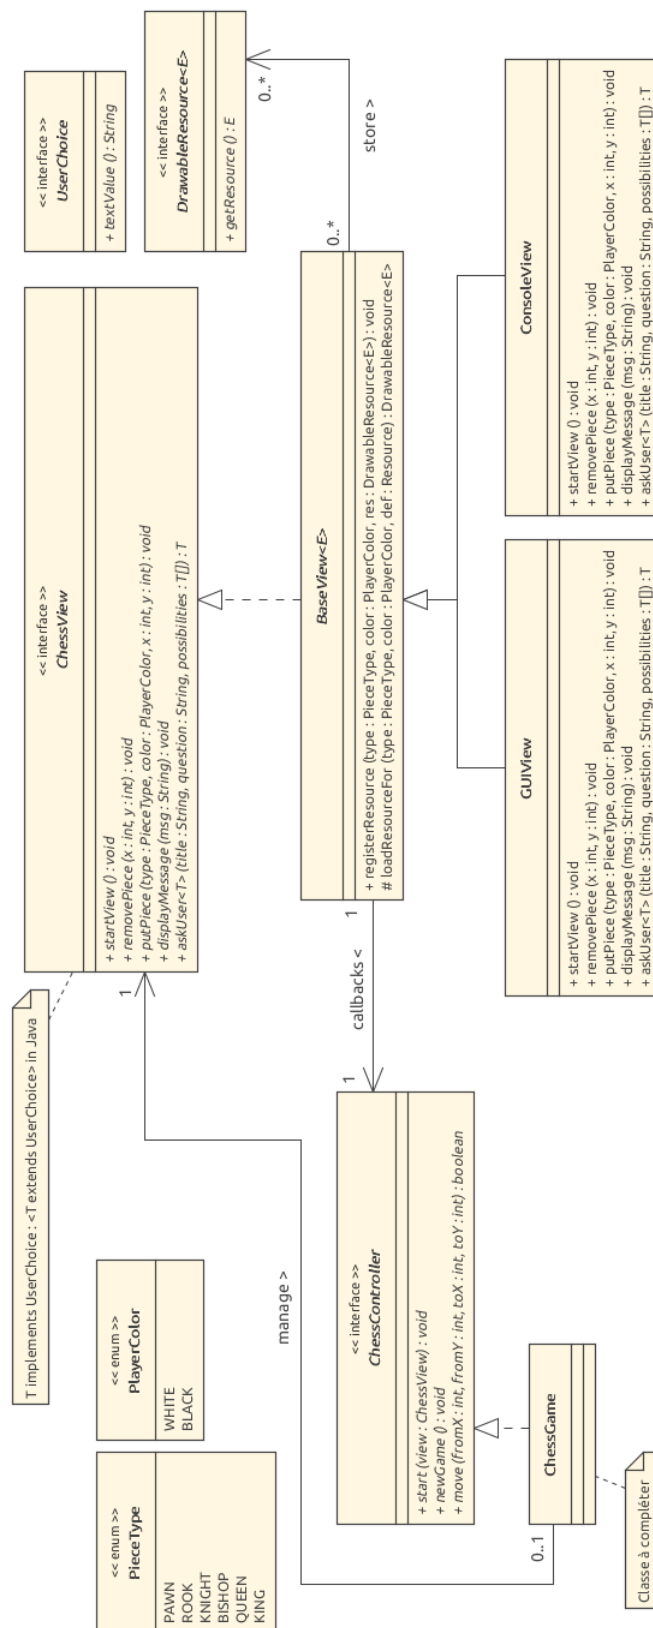 << enum >>
PieceType
PAWN
ROOK
KNIGHT
BISHOP
QUEEN
KING
<< enum >>
PlayerColor
WHITE
BLACK
T implements UserChoice : <T extends UserChoice> in Java
<< interface >>
ChessView
+ startView () : void
+ removePiece (x : int, y : int) : void
+ putPiece (type : PieceType, color : PlayerColor, x : int, y : int) : void
+ displayMessage (msg : String) : void
+ askUser<T> (title : String, question : String, possibilities : T[]) : T
<< interface >>
UserChoice
+ textValue () : String
<< interface >>
DrawableResource<E>
+ getResource () : E
manage >
1
0..1
<< interface >>
ChessController
+ start (view : ChessView) : void
+ newGame () : void
+ move (fromX : int, fromY : int, toX : int, toY : int) : boolean
1
callbacks <
1
BaseView<E>
+ registerResource (type : PieceType, color : PlayerColor, res : DrawableResource<E>) : void
# loadResourceFor (type : PieceType, color : PlayerColor, def : Resource) : DrawableResource<E>
0..*
store >
0..*
ChessGame
Classe à compléter
GUIView
+ startView () : void
+ removePiece (x : int, y : int) : void
+ putPiece (type : PieceType, color : PlayerColor, x : int, y : int) : void
+ displayMessage (msg : String) : void
+ askUser<T> (title : String, question : String, possibilities : T[]) : T
ConsoleView
+ startView () : void
+ removePiece (x : int, y : int) : void
+ putPiece (type : PieceType, color : PlayerColor, x : int, y : int) : void
+ displayMessage (msg : String) : void
+ askUser<T> (title : String, question : String, possibilities : T[]) : T